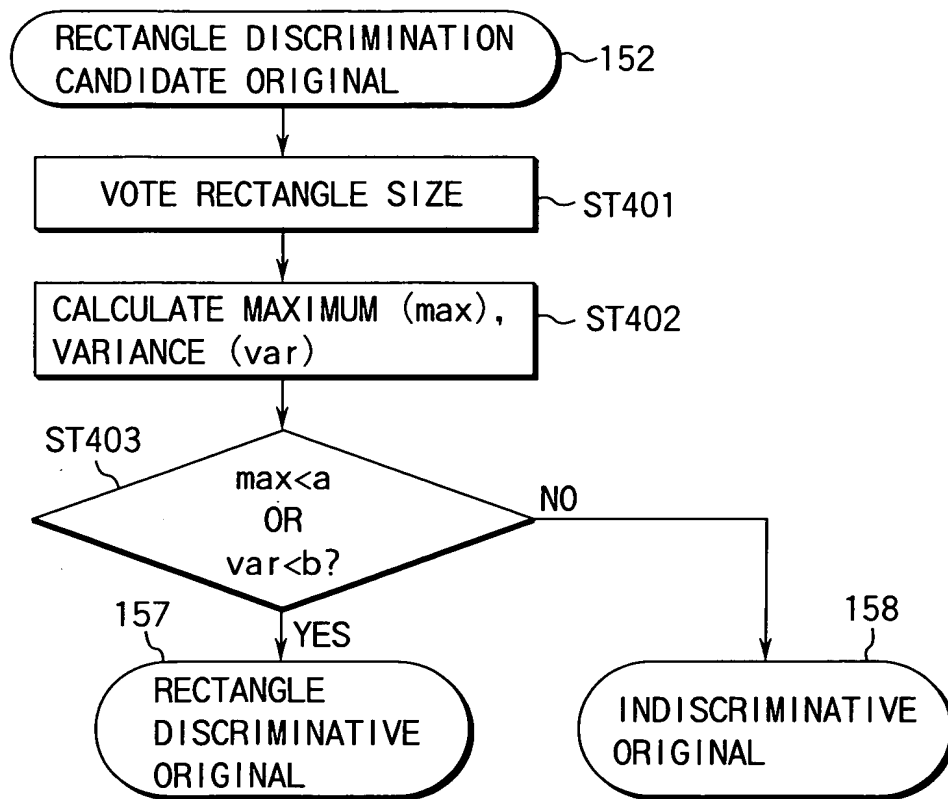 RECTANGLE DISCRIMINATION
CANDIDATE ORIGINAL
152
VOTE RECTANGLE SIZE
ST401
CALCULATE MAXIMUM (max),
VARIANCE (var)
ST402
ST403
max<a
OR
var<b?
NO
YES
157
RECTANGLE
DISCRIMINATIVE
ORIGINAL
158
INDISCRIMINATIVE
ORIGINAL